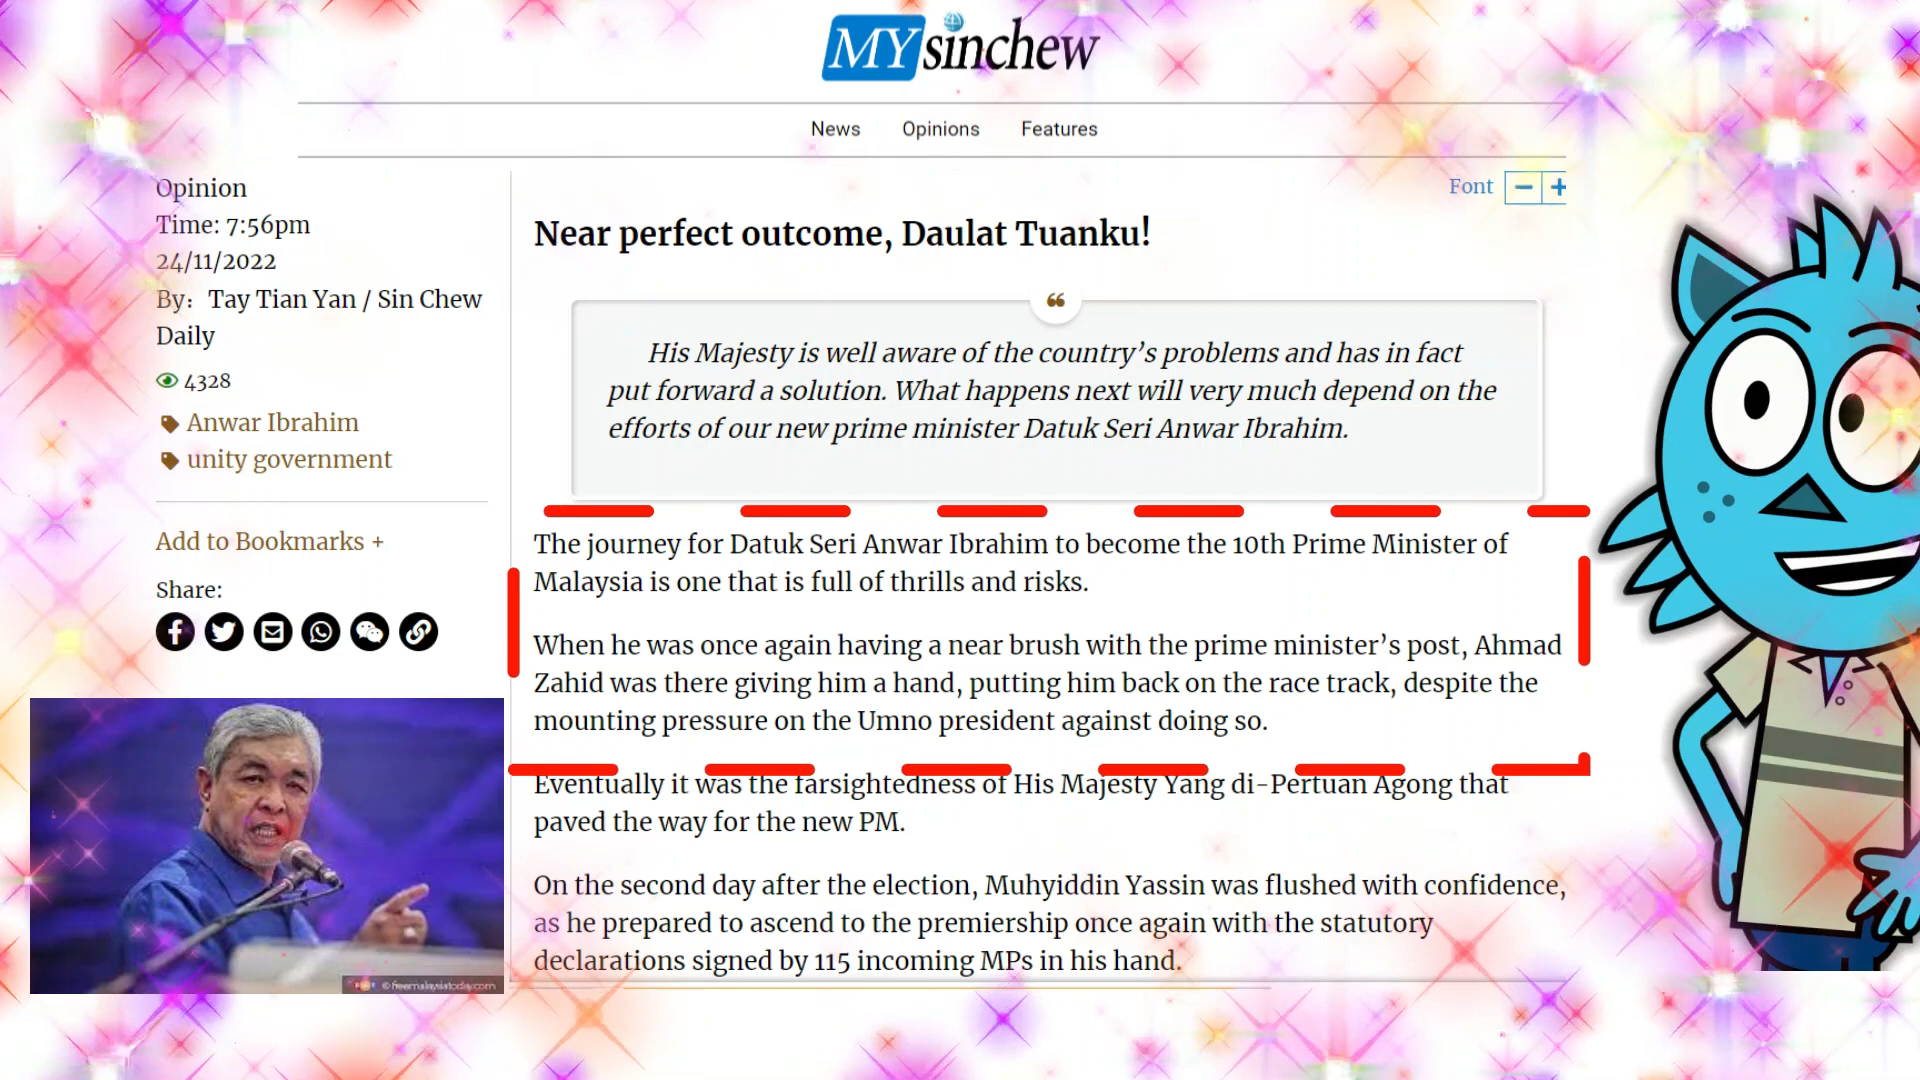 MYsinchew
News Opinions Features
Opinion
Time: 7:56pm
24/11/2022
By: Tay Tian Yan / Sin Chew
Daily
4328
Anwar Ibrahim
unity government
Add to Bookmarks +
Share:
Font - +
Near perfect outcome, Daulat Tuanku!
His Majesty is well aware of the country’s problems and has in fact
put forward a solution. What happens next will very much depend on the
efforts of our new prime minister Datuk Seri Anwar Ibrahim.
The journey for Datuk Seri Anwar Ibrahim to become the 10th Prime Minister of
Malaysia is one that is full of thrills and risks.
When he was once again having a near brush with the prime minister’s post, Ahmad
Zahid was there giving him a hand, putting him back on the race track, despite the
mounting pressure on the Umno president against doing so.
Eventually it was the farsightedness of His Majesty Yang di-Pertuan Agong that
paved the way for the new PM.
On the second day after the election, Muhyiddin Yassin was flushed with confidence,
as he prepared to ascend to the premiership once again with the statutory
declarations signed by 115 incoming MPs in his hand.
© freemalaysiatoday.com